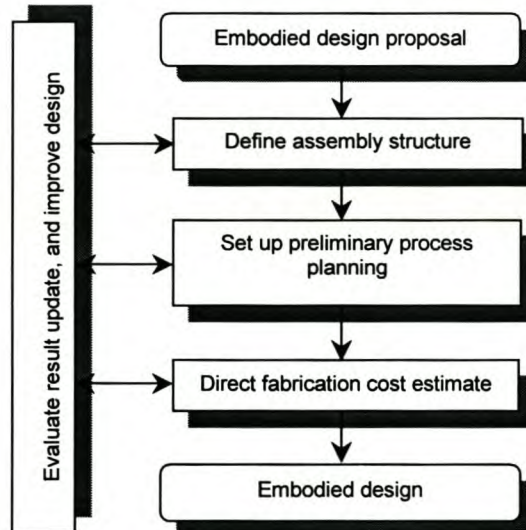 Embodied design proposal
Define assembly structure
Set up preliminary process
planning
Direct fabrication cost estimate
Embodied design
Evaluate result update, and improve design